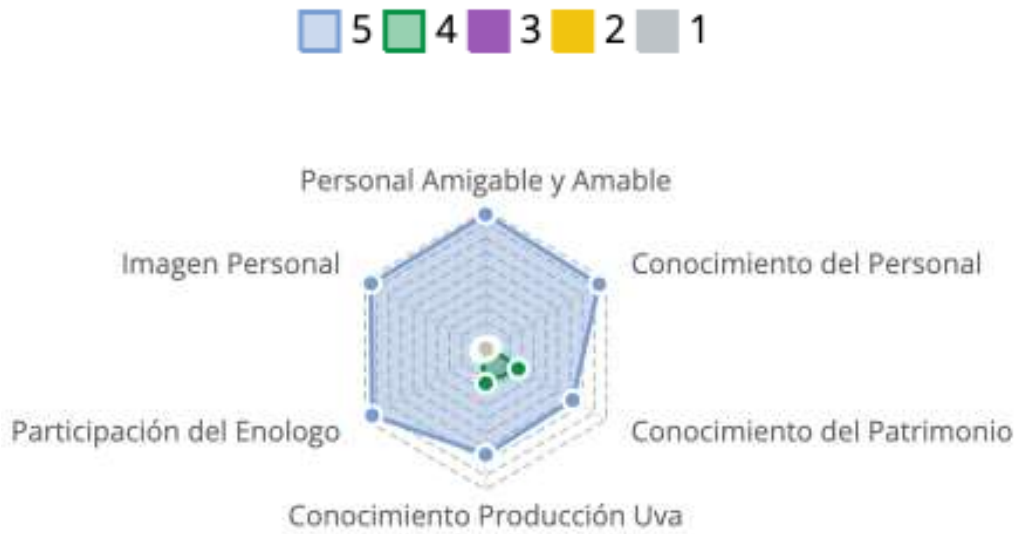 5 4 3 2 1
Personal Amigable y Amable
Imagen Personal
Conocimiento del Personal
Participación del Enologo
Conocimiento del Patrimonio
Conocimiento Producción Uva